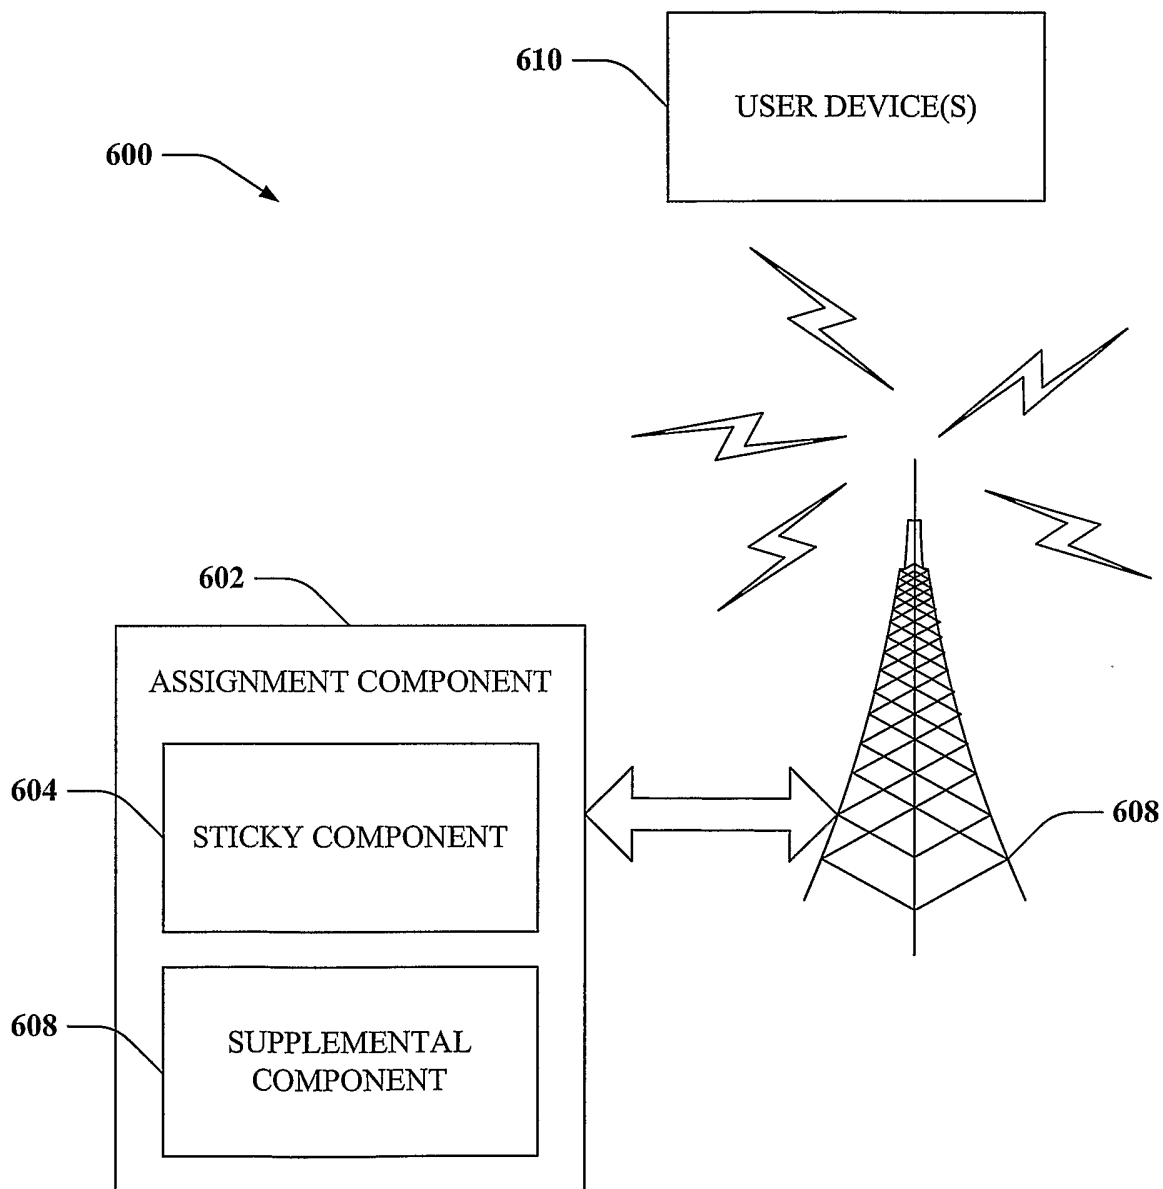 610
USER DEVICE(S)
600
602
ASSIGNMENT COMPONENT
604
STICKY COMPONENT
608
608
SUPPLEMENTAL
COMPONENT